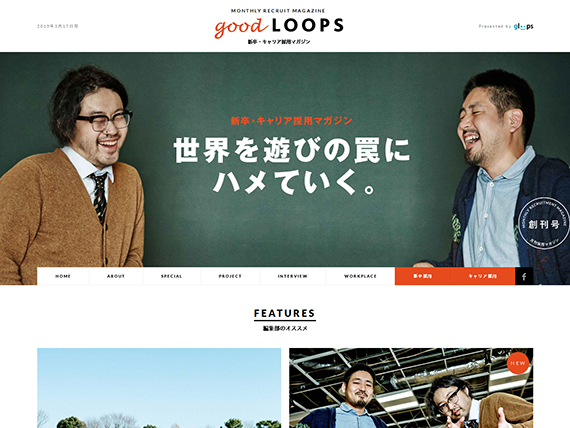 MONTHLY RECRUIT MAGAZINE
good LOOPS
新卒・キャリア採用マガジン
2013年3月17日号
Presented by gloops
新卒・キャリア採用マガジン
世界を遊びの罠に
ハメていく。
MONTHLY RECRUITMENT MAGAZINE
創刊号
月刊採用マガジン
HOME
ABOUT
SPECIAL
PROJECT
INTERVIEW
WORKPLACE
新卒採用
キャリア採用
f
FEATURES
編集部のオススメ
NEW